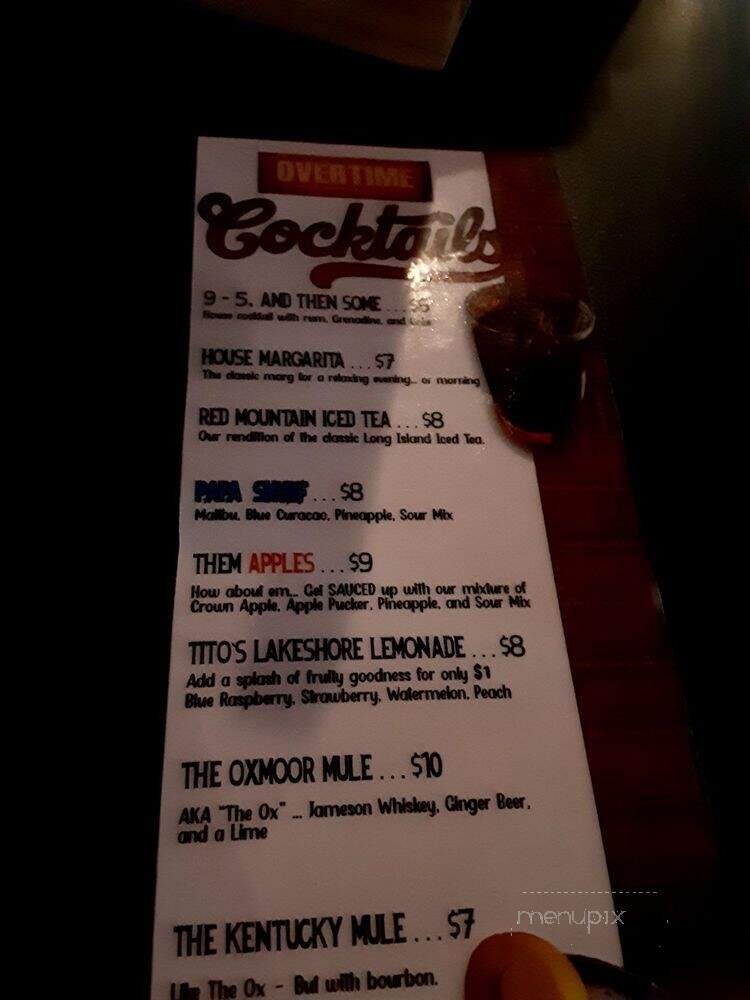 OVERTIME
Cocktails
9 - 5, AND THEN SOME ... $6
House cocktail with rum, Grenadine, and Coke
HOUSE MARGARITA ... $7
The classic marg for a relaxing evening... or morning
RED MOUNTAIN ICED TEA ... $8
Our rendition of the classic Long Island Iced Tea.
PAPA SMURF ... $8
Malibu, Blue Curacao, Pineapple, Sour Mix
THEM APPLES ... $9
How about em... Get SAUCED up with our mixture of
Crown Apple, Apple Pucker, Pineapple, and Sour Mix
TITO'S LAKESHORE LEMONADE ... $8
Add a splash of fruity goodness for only $1
Blue Raspberry, Strawberry, Watermelon, Peach
THE OXMOOR MULE ... $10
AKA "The Ox" ... Jameson Whiskey, Ginger Beer,
and a Lime
THE KENTUCKY MULE ... $7
Like The Ox - But with bourbon.
menupix